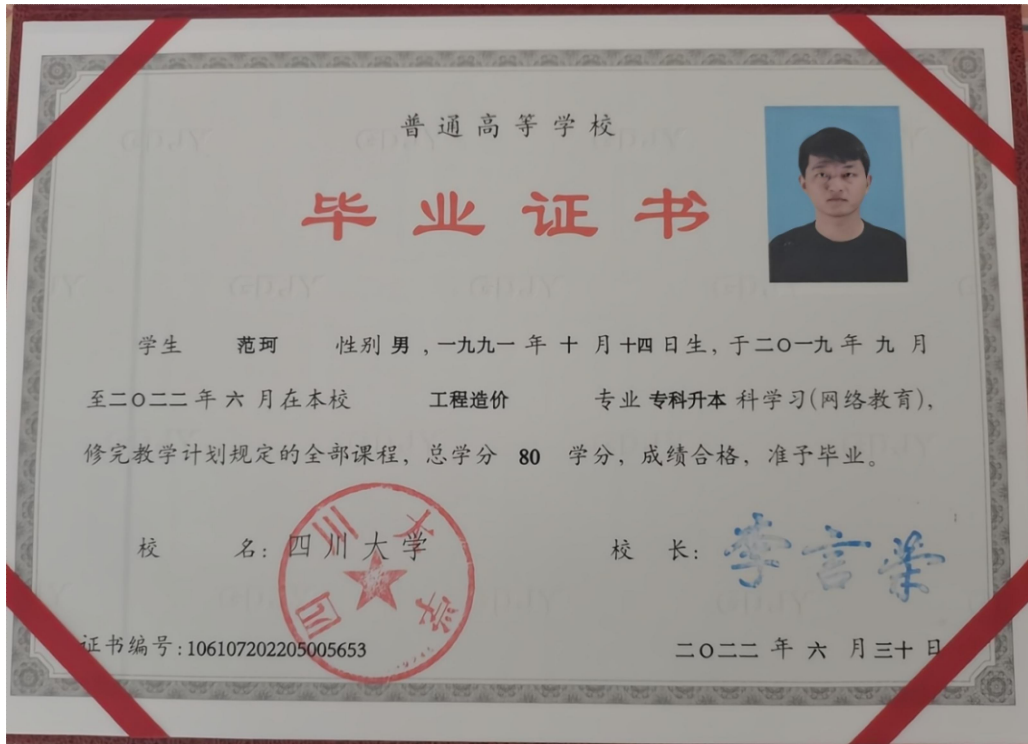 普通高等学校
毕业证书
学生 范珂 性别 男，一九九一 年 十 月 十四 日生，于二〇一九 年 九 月
至二〇二二 年 六 月在本校 工程造价 专业 专科升本 科学习(网络教育)，
修完教学计划规定的全部课程，总学分 80 学分，成绩合格，准予毕业。
校 名：四川大学
四川大学
校 长：李言荣
证书编号：106107202205005653
二〇二二 年 六 月 三十 日